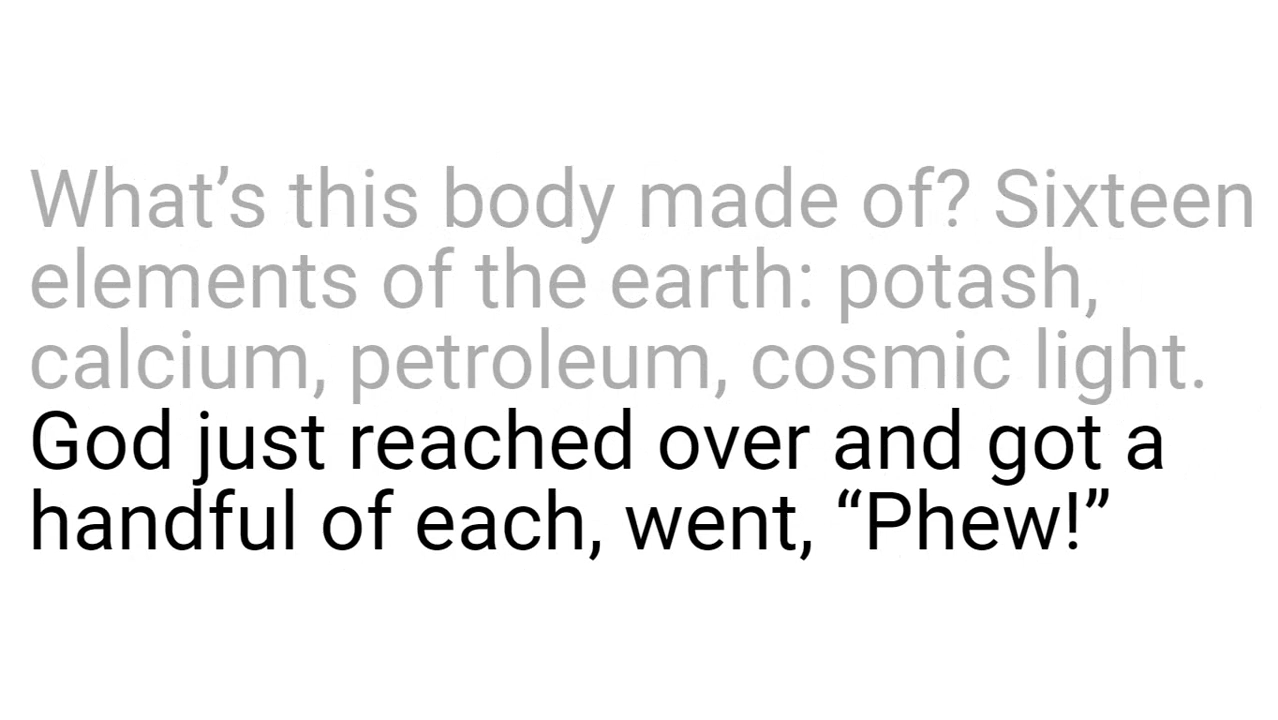 What’s this body made of? Sixteen
elements of the earth: potash,
calcium, petroleum, cosmic light.
God just reached over and got a
handful of each, went, “Phew!”